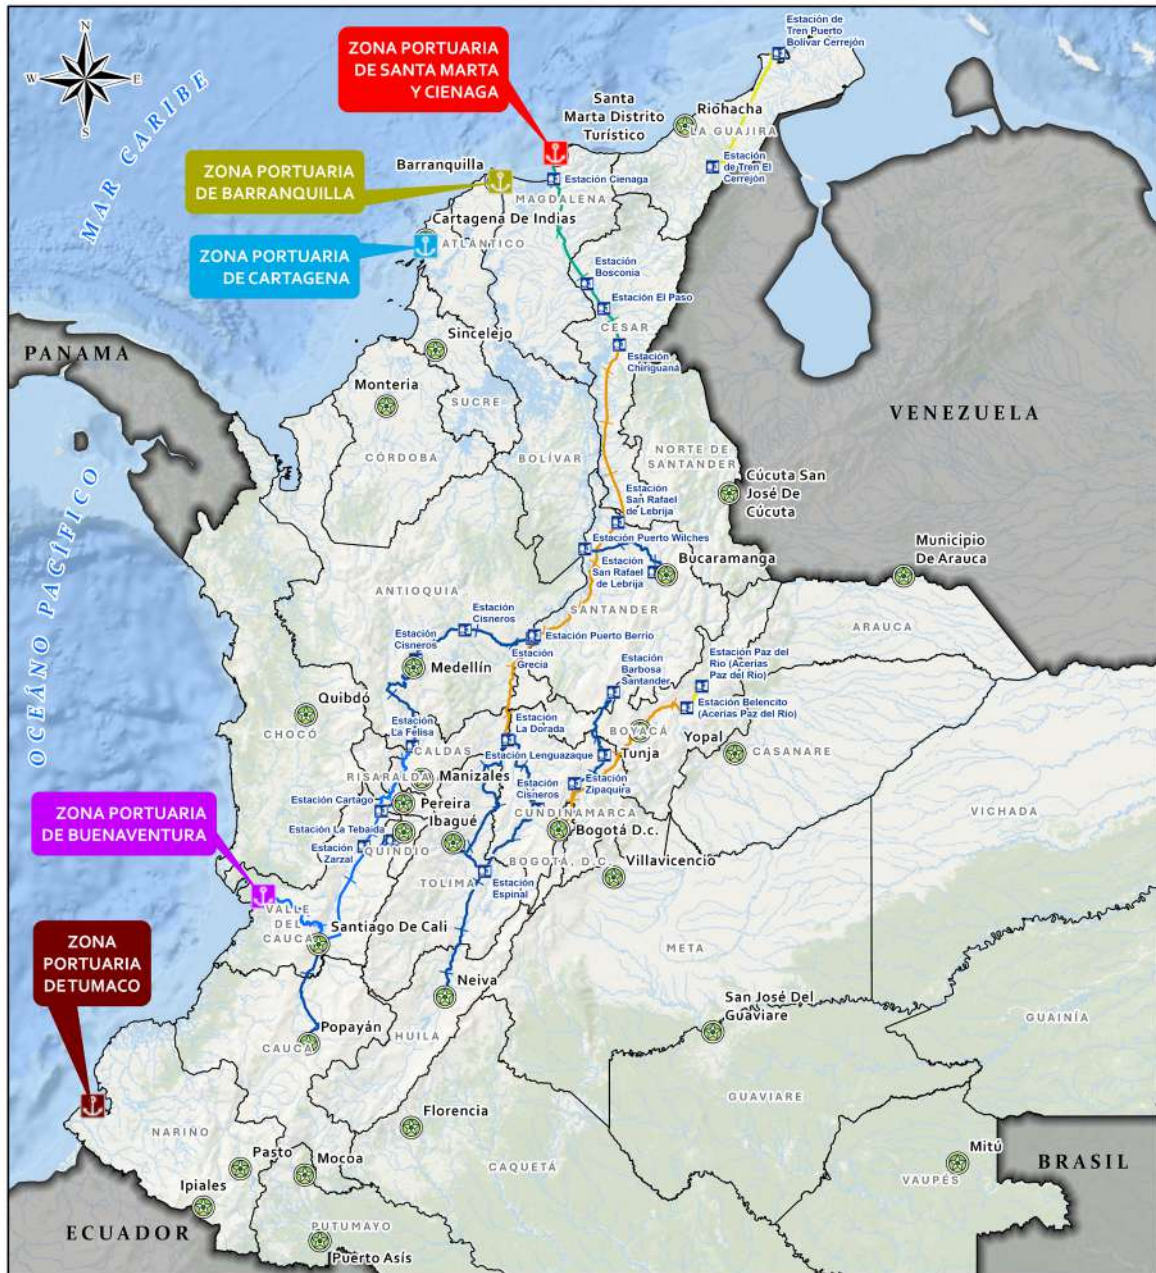 N
W
E
S
MAR CARIBE
ZONA PORTUARIA
DE SANTA MARTA
Y CIENAGA
Estación de
Tren Puerto
Bolivar Cerrejón
Santa
Marta Distrito
Turístico
Riohacha
LA GUAJIRA
Estación
de Tren El
Cerrejón
Barranquilla
ZONA PORTUARIA
DE BARRANQUILLA
Estación Cienaga
MAGDALENA
Cartagena De Indias
ATLÁNTICO
ZONA PORTUARIA
DE CARTAGENA
Estación
Bosconia
Estación El Paso
CESAR
Estación
Chiriguaná
PANAMA
Sincelejo
Monteria
SUCRE
VENEZUELA
CÓRDOBA
BOLÍVAR
NORTE DE
SANTANDER
Cúcuta San
José De
Cúcuta
Estación
San Rafael
de Lebrija
Estación Puerto Wilches
Estación
San Rafael
de Lebrija
Bucaramanga
Municipio
De Arauca
OCEÁNO PACÍFICO
ANTIOQUIA
SANTANDER
ARAUCA
Estación
Cisneros
Estación
Cisneros
Estación Puerto Berrio
Medellín
Estación
Grecia
Estación
Barbosa
Santander
Estación Paz del
Rio (Acerías
Paz del Río)
Estación Belencito
(Acerías Paz del Río)
Quibdó
CHOCÓ
Estación
La Felisa
CALDAS
Estación
La Dorada
BOYACÁ
Tunja
Yopal
CASANARE
Estación Lenguazaque
RISARALDA
Manizales
Estación
Cisneros
Estación
Zipaquira
ZONA PORTUARIA
DE BUENAVENTURA
Estación Cartago
Pereira
Ibagué
CUNDINAMARCA
Bogotá D.c.
VICHADA
Estación La Tebaida
Estación
Zarzal
QUINDIO
BOGOTÁ, D.C.
Villavicencio
TOLIMA
Estación
Espinal
VALLE
DEL
CAUCA
Santiago De Cali
META
ZONA
PORTUARIA
DETUMACO
Neiva
San José Del
Guaviare
GUAINÍA
Popayán
CAUCA
HUILA
GUAVIARE
Florencia
NARIÑO
Pasto
Mocoa
CAQUETÁ
Mitú
VAUPÉS
BRASIL
Ipiales
ECUADOR
PUTUMAYO
Puerto Asís